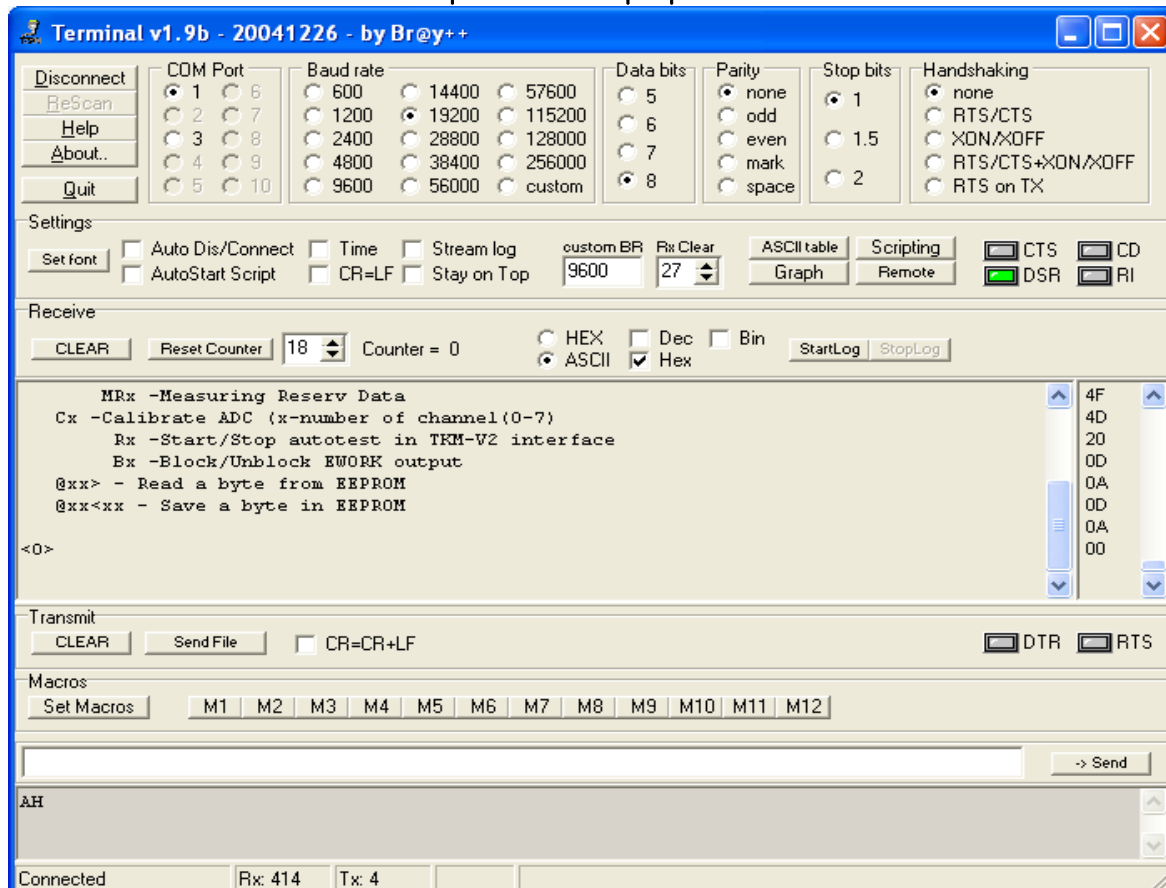 Terminal v1.9b - 20041226 - by Br@y++
Disconnect
ReScan
Help
About..
Quit
COM Port
1 6
2 7
3 8
4 9
5 10
Baud rate
600 14400 57600
1200 19200 115200
2400 28800 128000
4800 38400 256000
9600 56000 custom
Data bits
5
6
7
8
Parity
none
odd
even
mark
space
Stop bits
1
1.5
2
Handshaking
none
RTS/CTS
XON/XOFF
RTS/CTS+XON/XOFF
RTS on TX
Settings
Set font
Auto Dis/Connect Time Stream log
AutoStart Script CR=LF Stay on Top
custom BR Rx Clear
9600 27
ASCII table Scripting
Graph Remote
CTS CD
DSR RI
Receive
CLEAR Reset Counter 18 Counter = 0
HEX Dec Bin
ASCII Hex
StartLog StopLog
MRx -Measuring Reserv Data
Cx -Calibrate ADC (x-number of channel(0-7)
Rx -Start/Stop autotest in TKM-V2 interface
Bx -Block/Unblock EWORK output
@xx> - Read a byte from EEPROM
@xx<xx - Save a byte in EEPROM
<0>
4F
4D
20
0D
0A
0D
0A
00
Transmit
CLEAR Send File CR=CR+LF DTR RTS
Macros
Set Macros M1 M2 M3 M4 M5 M6 M7 M8 M9 M10 M11 M12
-> Send
AH
Connected Rx: 414 Tx: 4